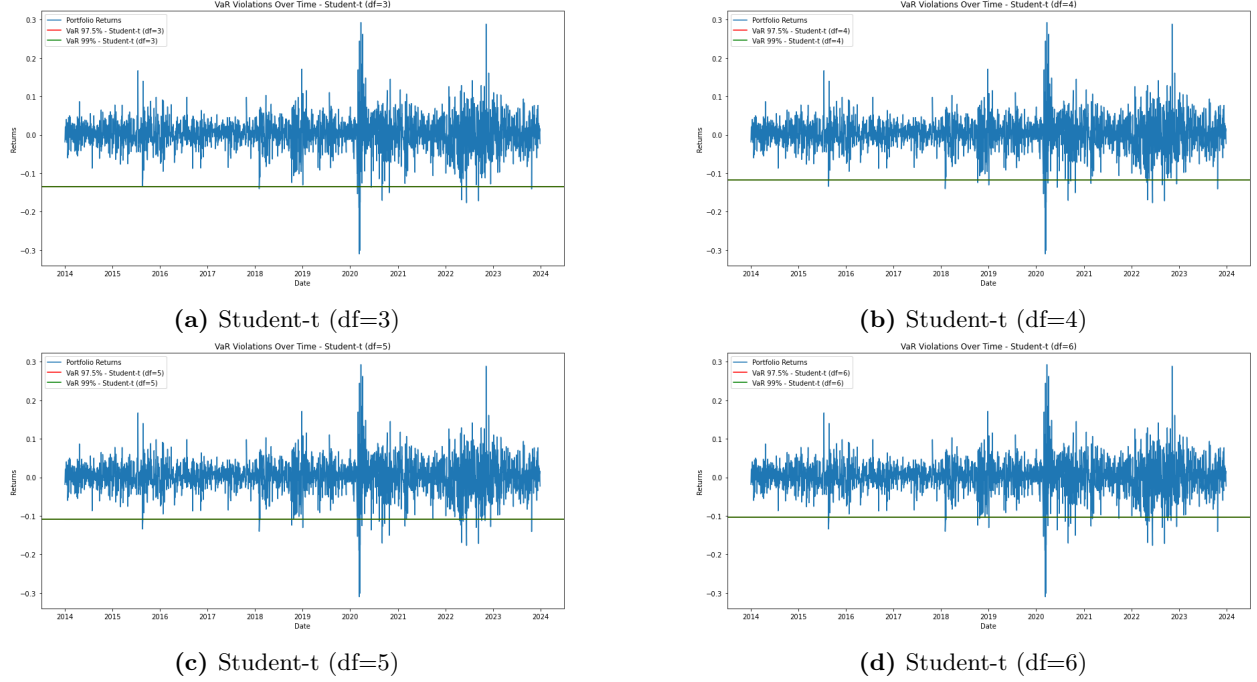 VaR Violations Over Time - Student-t (df=3)
Portfolio Returns
VaR 97.5% - Student-t (df=3)
VaR 99% - Student-t (df=3)
0.3
0.2
0.1
0.0
−0.1
−0.2
−0.3
Returns
2014 2015 2016 2017 2018 2019 2020 2021 2022 2023 2024
Date
(a) Student-t (df=3)
VaR Violations Over Time - Student-t (df=4)
Portfolio Returns
VaR 97.5% - Student-t (df=4)
VaR 99% - Student-t (df=4)
0.3
0.2
0.1
0.0
−0.1
−0.2
−0.3
Returns
2014 2015 2016 2017 2018 2019 2020 2021 2022 2023 2024
Date
(b) Student-t (df=4)
VaR Violations Over Time - Student-t (df=5)
Portfolio Returns
VaR 97.5% - Student-t (df=5)
VaR 99% - Student-t (df=5)
0.3
0.2
0.1
0.0
−0.1
−0.2
−0.3
Returns
2014 2015 2016 2017 2018 2019 2020 2021 2022 2023 2024
Date
(c) Student-t (df=5)
VaR Violations Over Time - Student-t (df=6)
Portfolio Returns
VaR 97.5% - Student-t (df=6)
VaR 99% - Student-t (df=6)
0.3
0.2
0.1
0.0
−0.1
−0.2
−0.3
Returns
2014 2015 2016 2017 2018 2019 2020 2021 2022 2023 2024
Date
(d) Student-t (df=6)